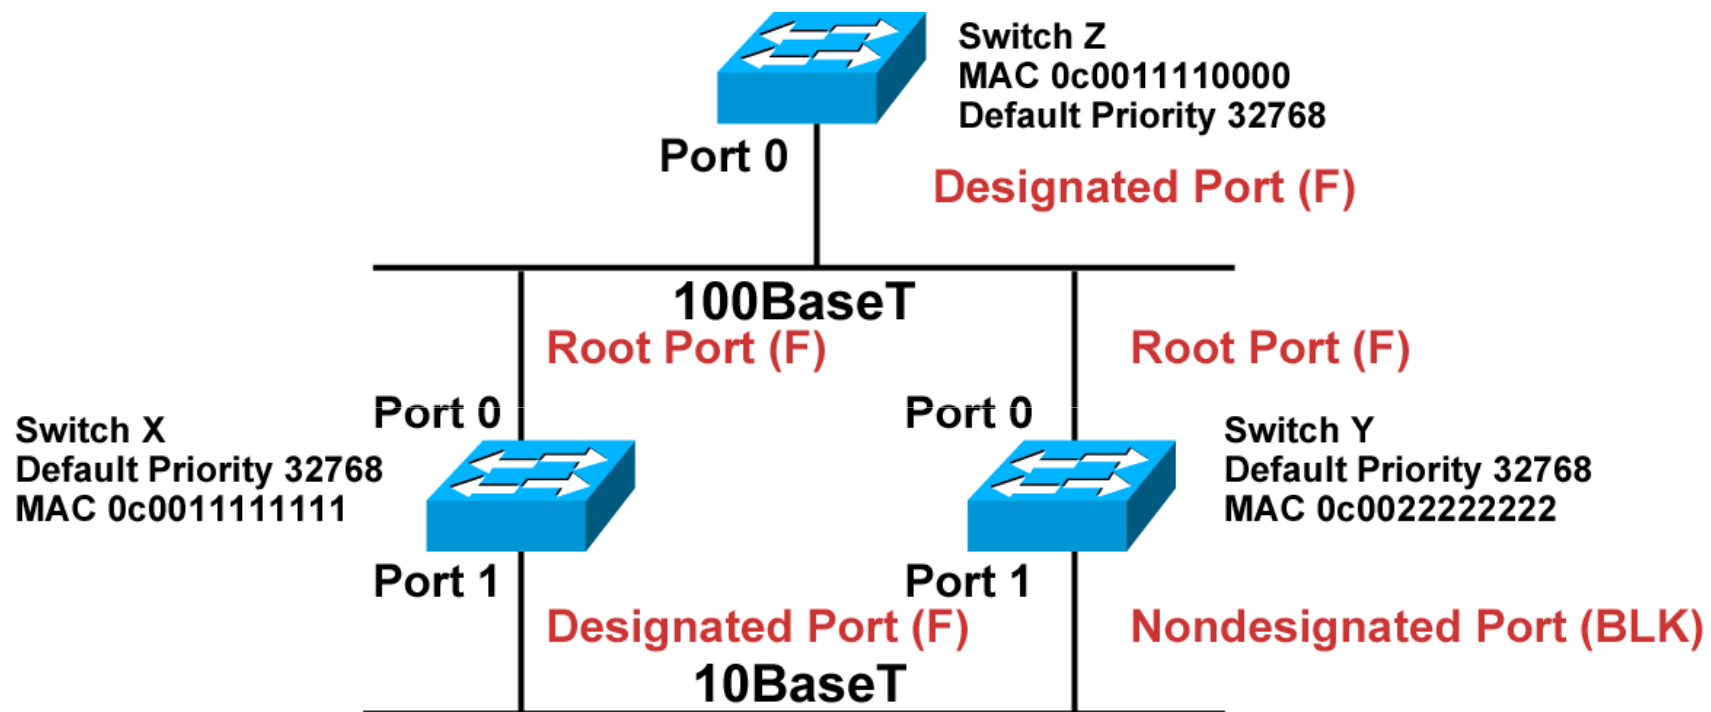 Switch Z
MAC 0c0011110000
Default Priority 32768
Port 0
Designated Port (F)
100BaseT
Root Port (F)
Root Port (F)
Port 0
Port 0
Switch X
Default Priority 32768
MAC 0c0011111111
Switch Y
Default Priority 32768
MAC 0c0022222222
Port 1
Port 1
Designated Port (F)
Nondesignated Port (BLK)
10BaseT